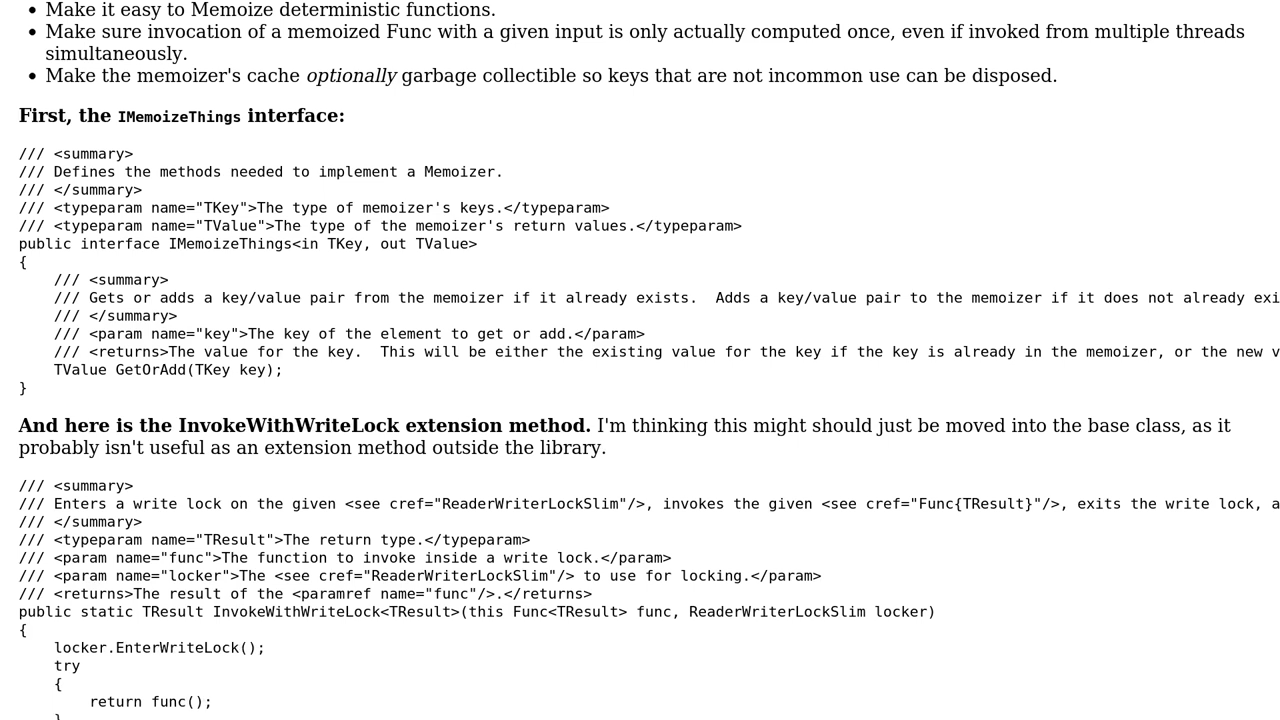 • Make it easy to Memoize deterministic functions.
• Make sure invocation of a memoized Func with a given input is only actually computed once, even if invoked from multiple threads
simultaneously.
• Make the memoizer's cache optionally garbage collectible so keys that are not incommon use can be disposed.
First, the IMemoizeThings interface:
/// <summary>
/// Defines the methods needed to implement a Memoizer.
/// </summary>
/// <typeparam name="TKey">The type of memoizer's keys.</typeparam>
/// <typeparam name="TValue">The type of the memoizer's return values.</typeparam>
public interface IMemoizeThings<in TKey, out TValue>
{
    /// <summary>
    /// Gets or adds a key/value pair from the memoizer if it already exists.  Adds a key/value pair to the memoizer if it does not already exi
    /// </summary>
    /// <param name="key">The key of the element to get or add.</param>
    /// <returns>The value for the key.  This will be either the existing value for the key if the key is already in the memoizer, or the new v
    TValue GetOrAdd(TKey key);
}
And here is the InvokeWithWriteLock extension method. I'm thinking this might should just be moved into the base class, as it
probably isn't useful as an extension method outside the library.
/// <summary>
/// Enters a write lock on the given <see cref="ReaderWriterLockSlim"/>, invokes the given <see cref="Func{TResult}"/>, exits the write lock, a
/// </summary>
/// <typeparam name="TResult">The return type.</typeparam>
/// <param name="func">The function to invoke inside a write lock.</param>
/// <param name="locker">The <see cref="ReaderWriterLockSlim"/> to use for locking.</param>
/// <returns>The result of the <paramref name="func"/>.</returns>
public static TResult InvokeWithWriteLock<TResult>(this Func<TResult> func, ReaderWriterLockSlim locker)
{
    locker.EnterWriteLock();
    try
    {
        return func();
    }